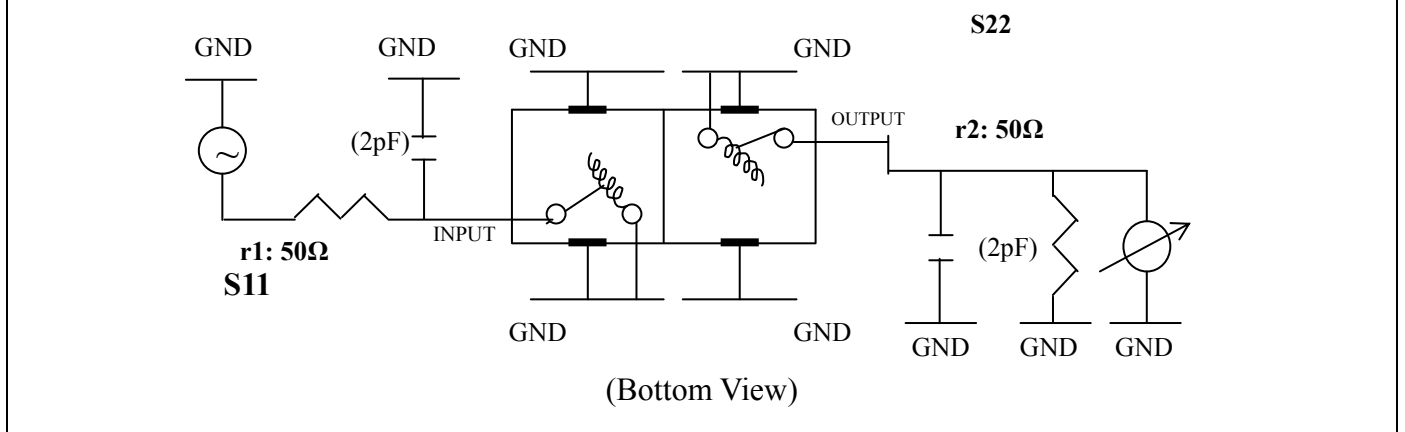 S22
GND GND GND GND
(2pF)
OUTPUT
r2: 50Ω
INPUT
(2pF)
r1: 50Ω
S11
GND GND
GND GND GND
(Bottom View)